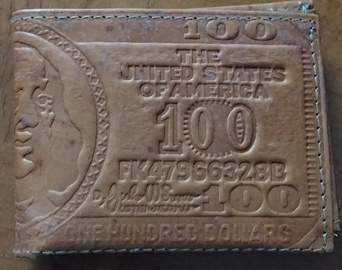 100
THE
UNITED STATES
OF AMERICA
100
FK47966328B
100
ONE HUNDRED DOLLARS